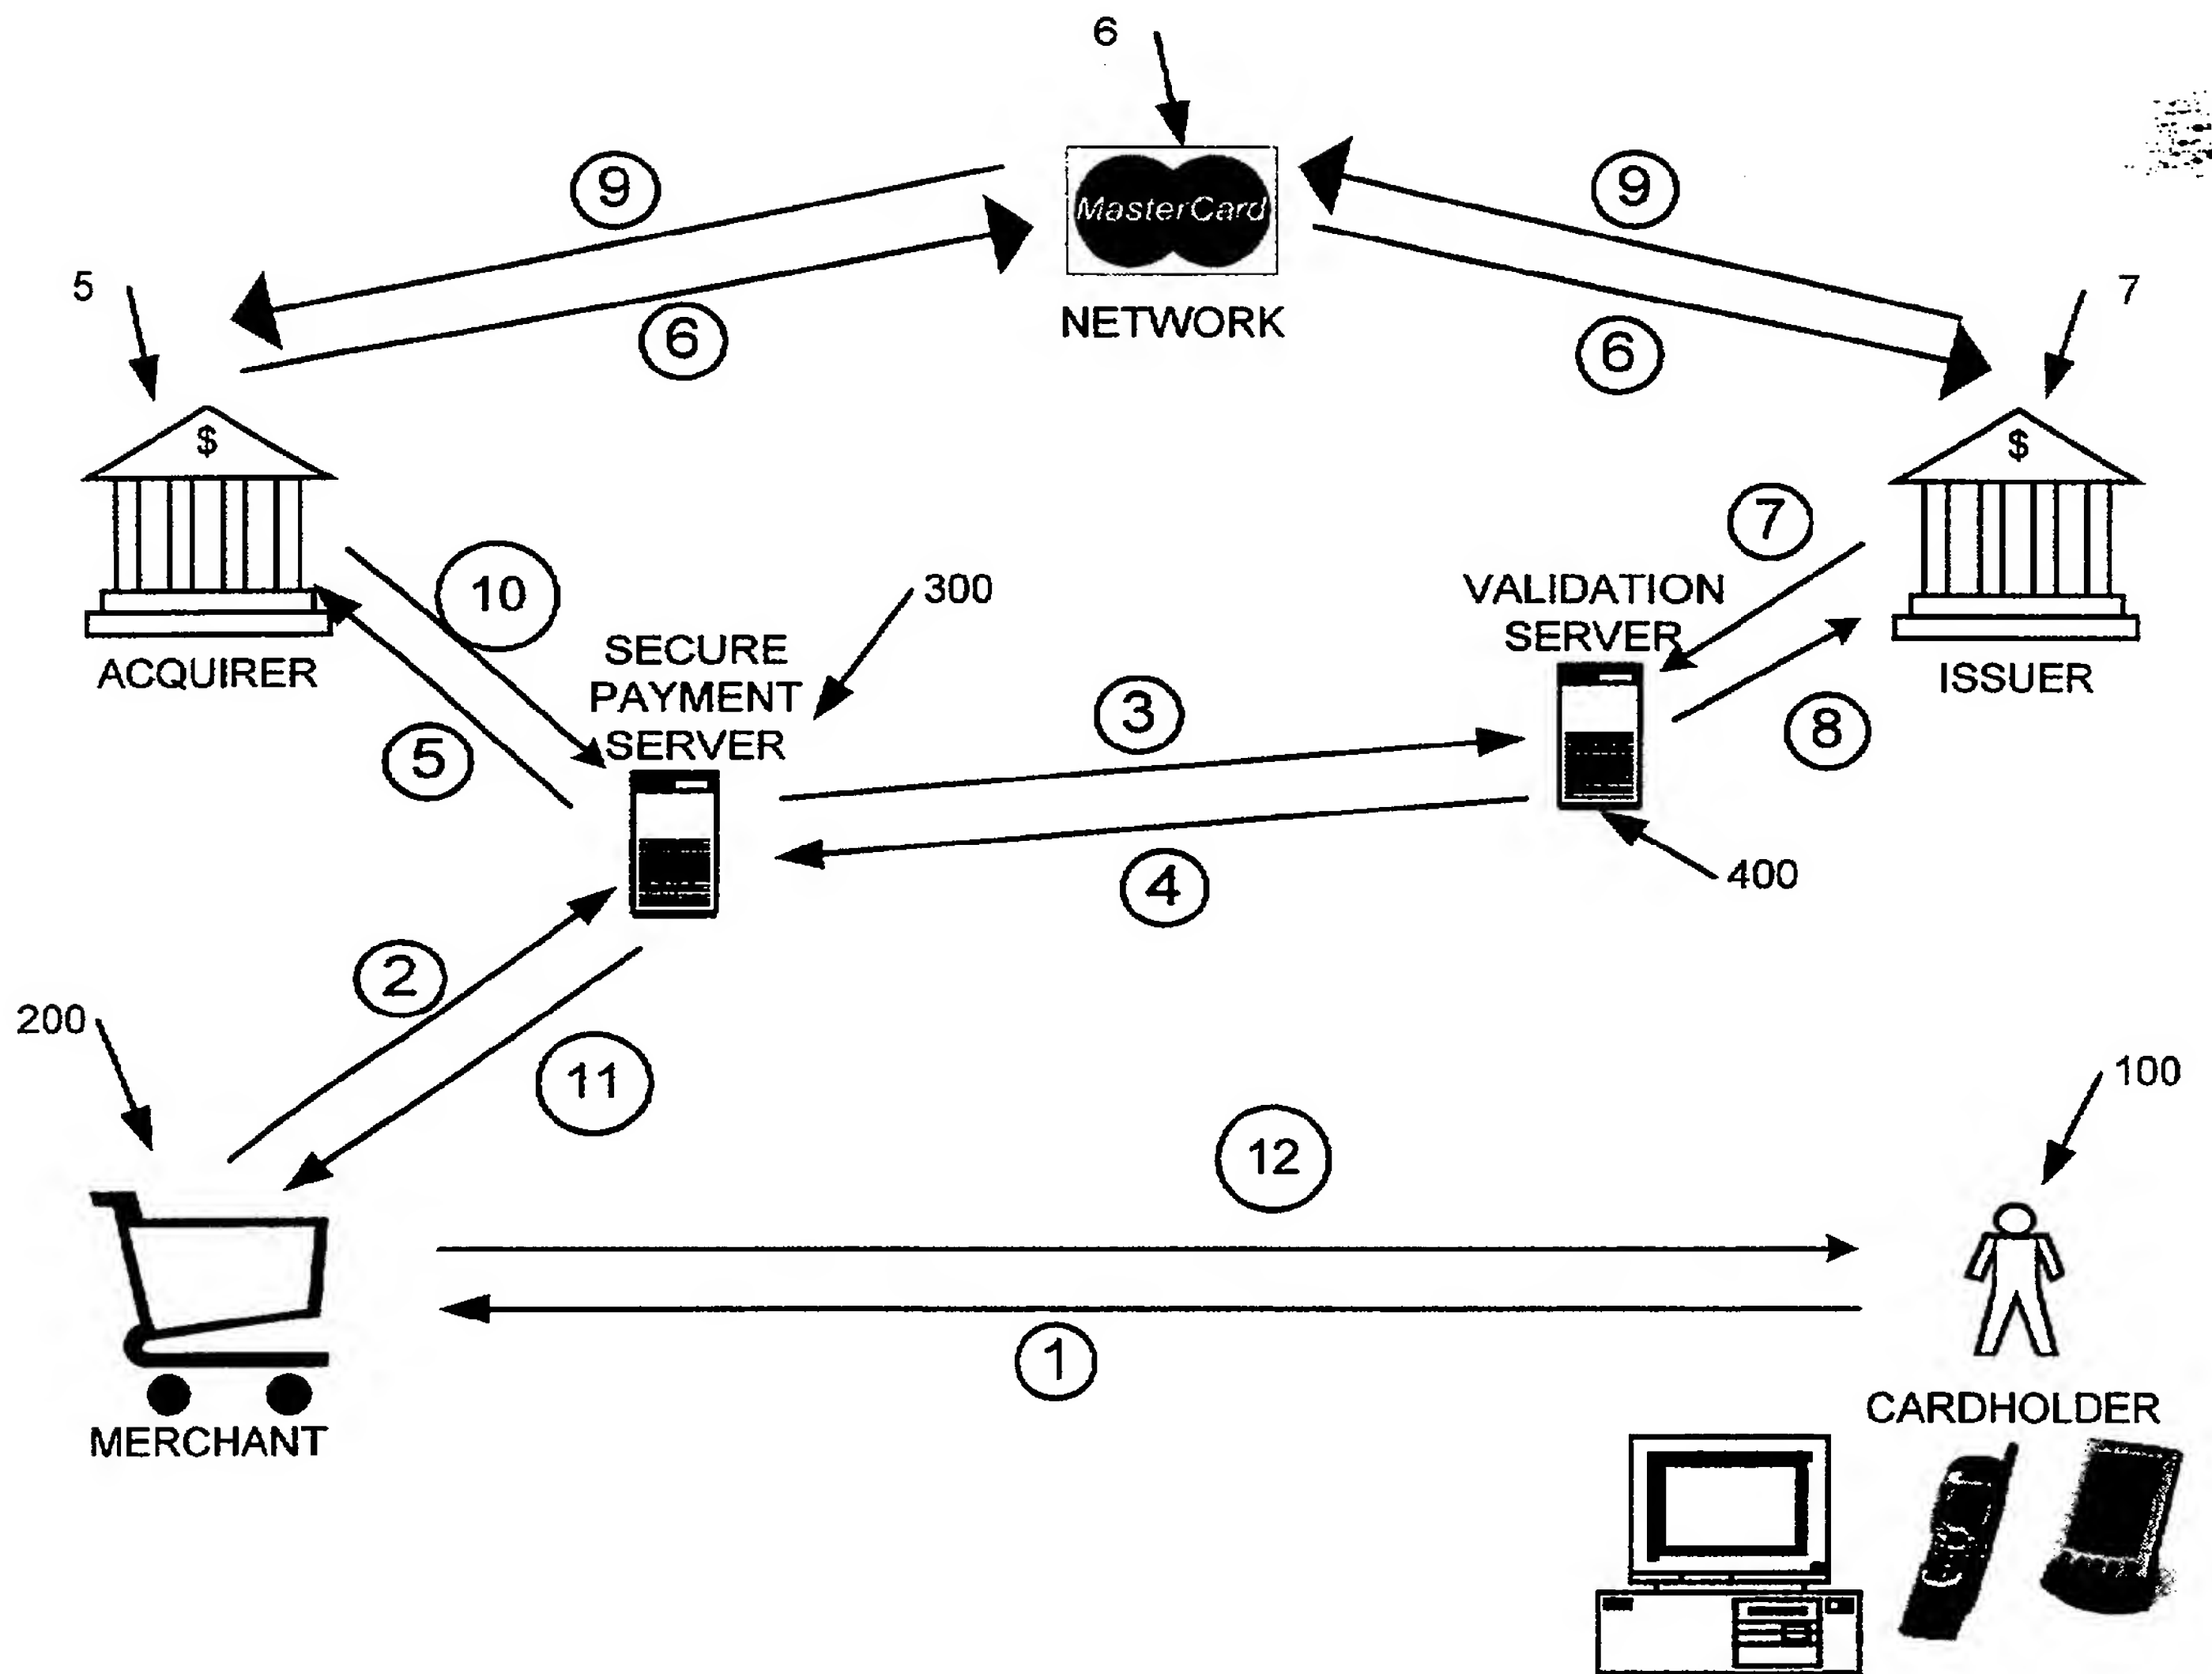 6
9
MasterCard
9
5
6
NETWORK
6
7
$
$
7
10
300
VALIDATION
SERVER
ACQUIRER
SECURE
PAYMENT
SERVER
ISSUER
5
3
8
4
400
2
200
11
100
12
1
CARDHOLDER
MERCHANT